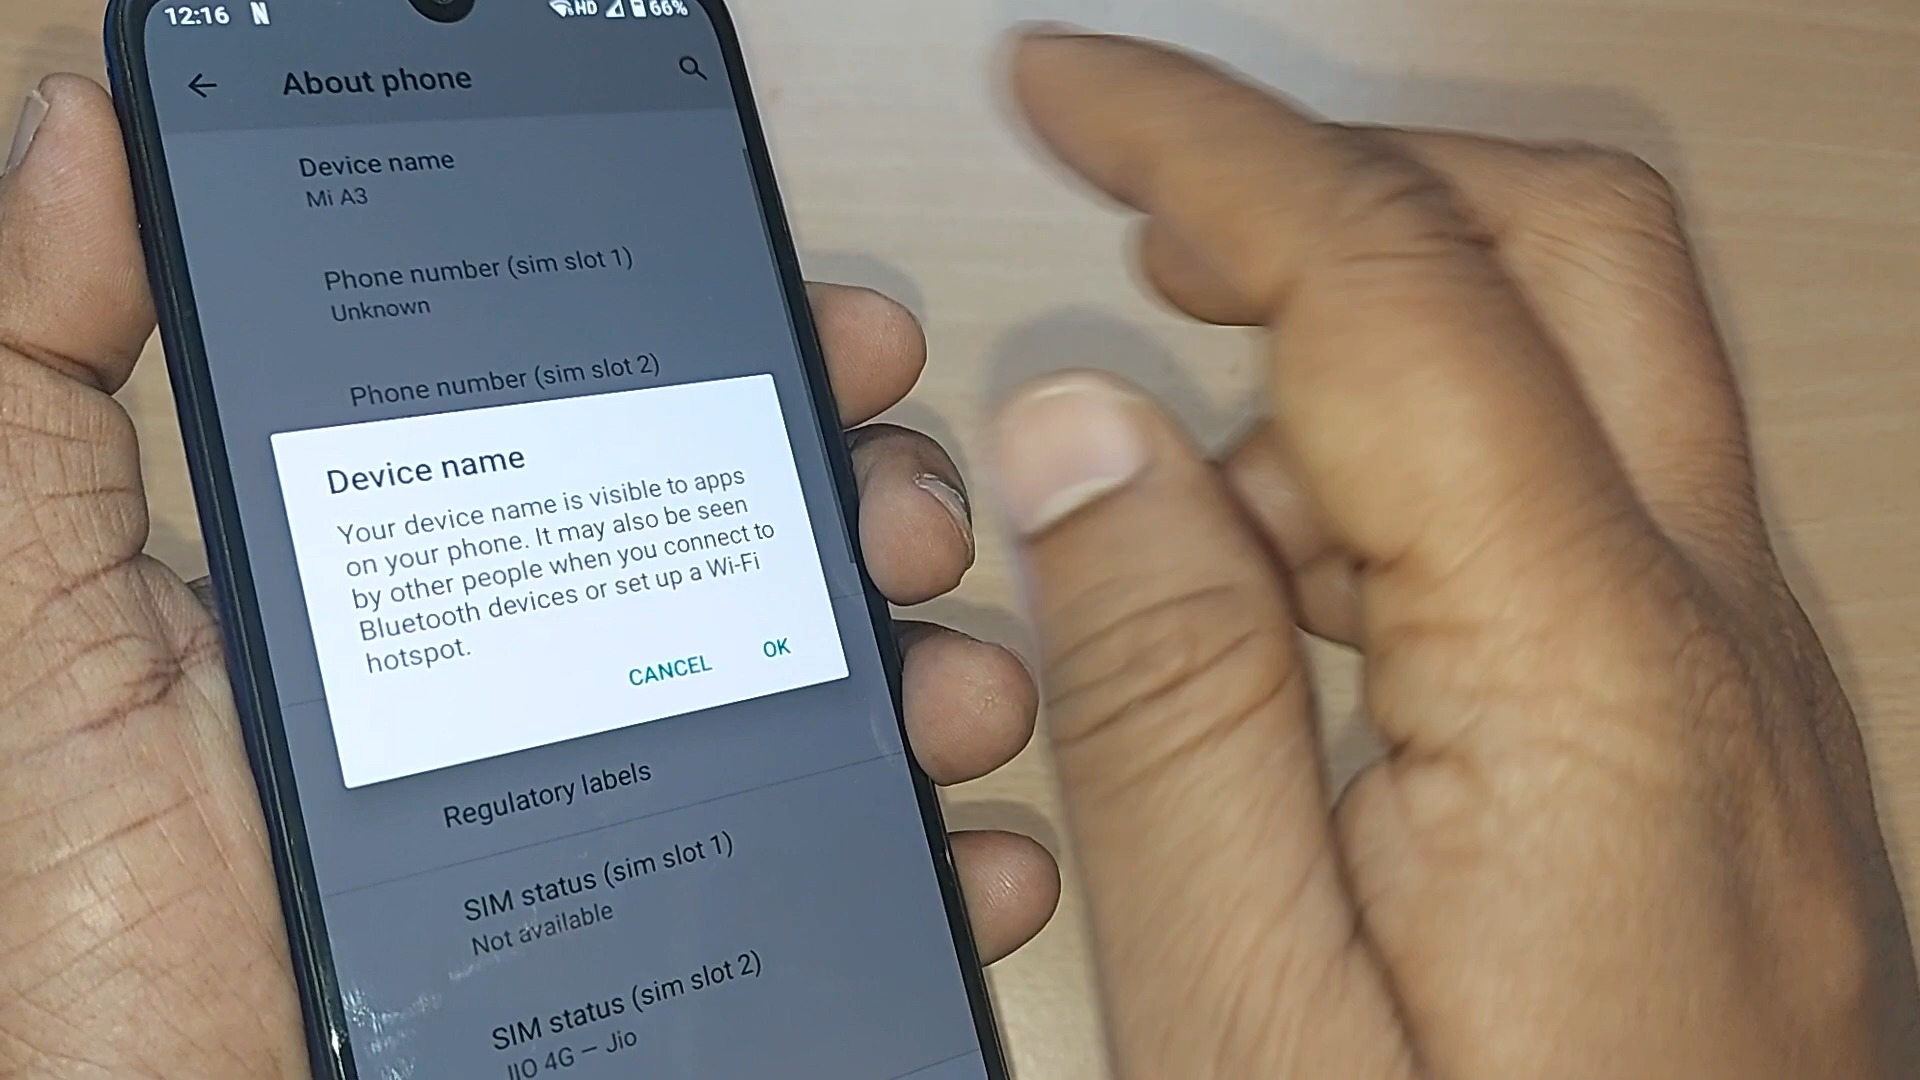 12:16 N HD 66%
About phone
Device name
Mi A3
Phone number (sim slot 1)
Unknown
Phone number (sim slot 2)
Device name
Your device name is visible to apps
on your phone. It may also be seen
by other people when you connect to
Bluetooth devices or set up a Wi-Fi
hotspot.
CANCEL OK
Regulatory labels
SIM status (sim slot 1)
Not available
SIM status (sim slot 2)
JIO 4G — Jio